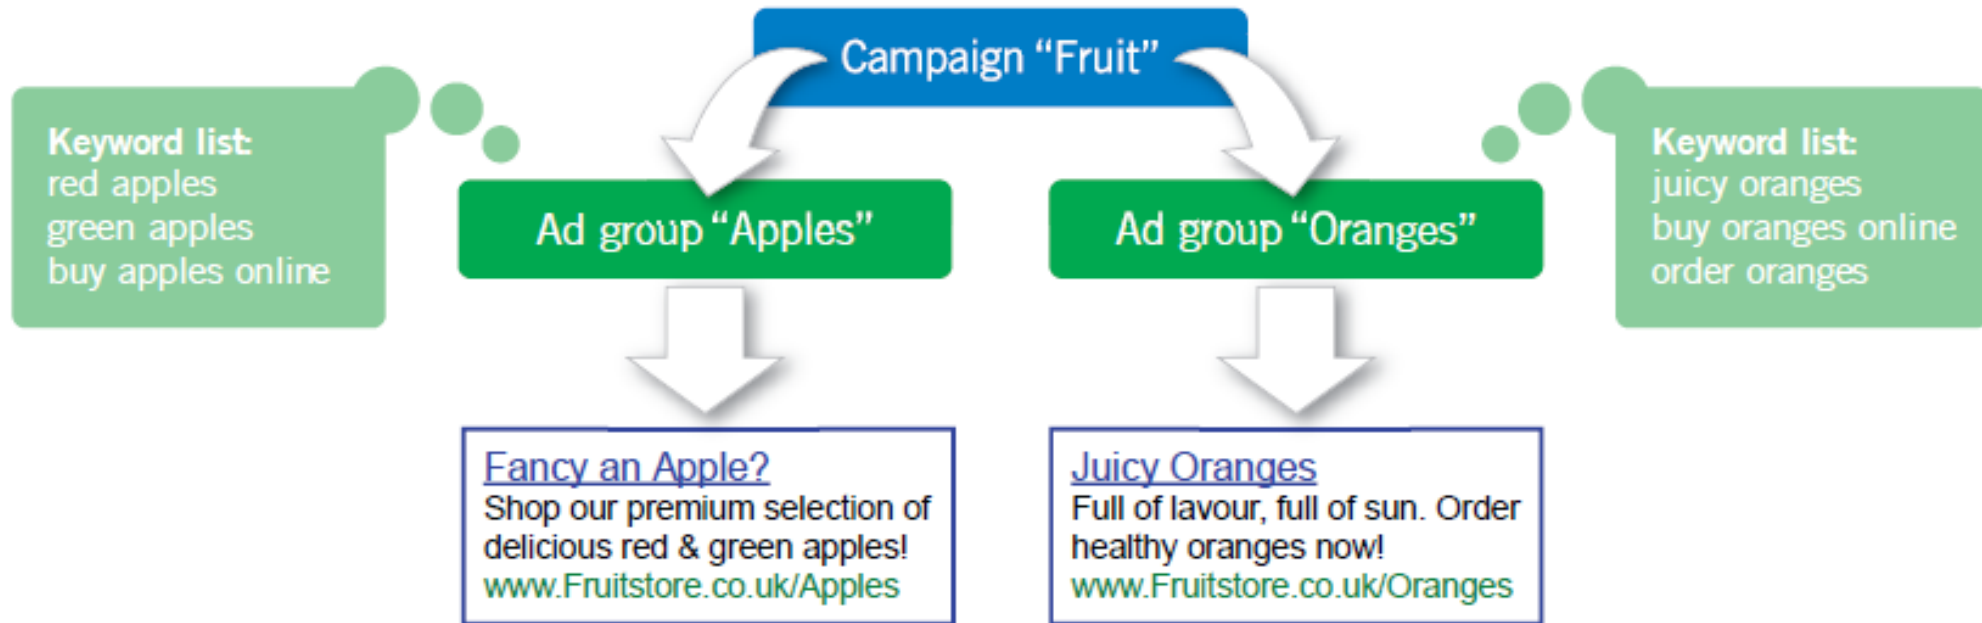 Campaign “Fruit”
Keyword list:
red apples
green apples
buy apples online
Ad group “Apples”
Ad group “Oranges”
Keyword list:
juicy oranges
buy oranges online
order oranges
Fancy an Apple?
Shop our premium selection of
delicious red & green apples!
www.Fruitstore.co.uk/Apples
Juicy Oranges
Full of lavour, full of sun. Order
healthy oranges now!
www.Fruitstore.co.uk/Oranges